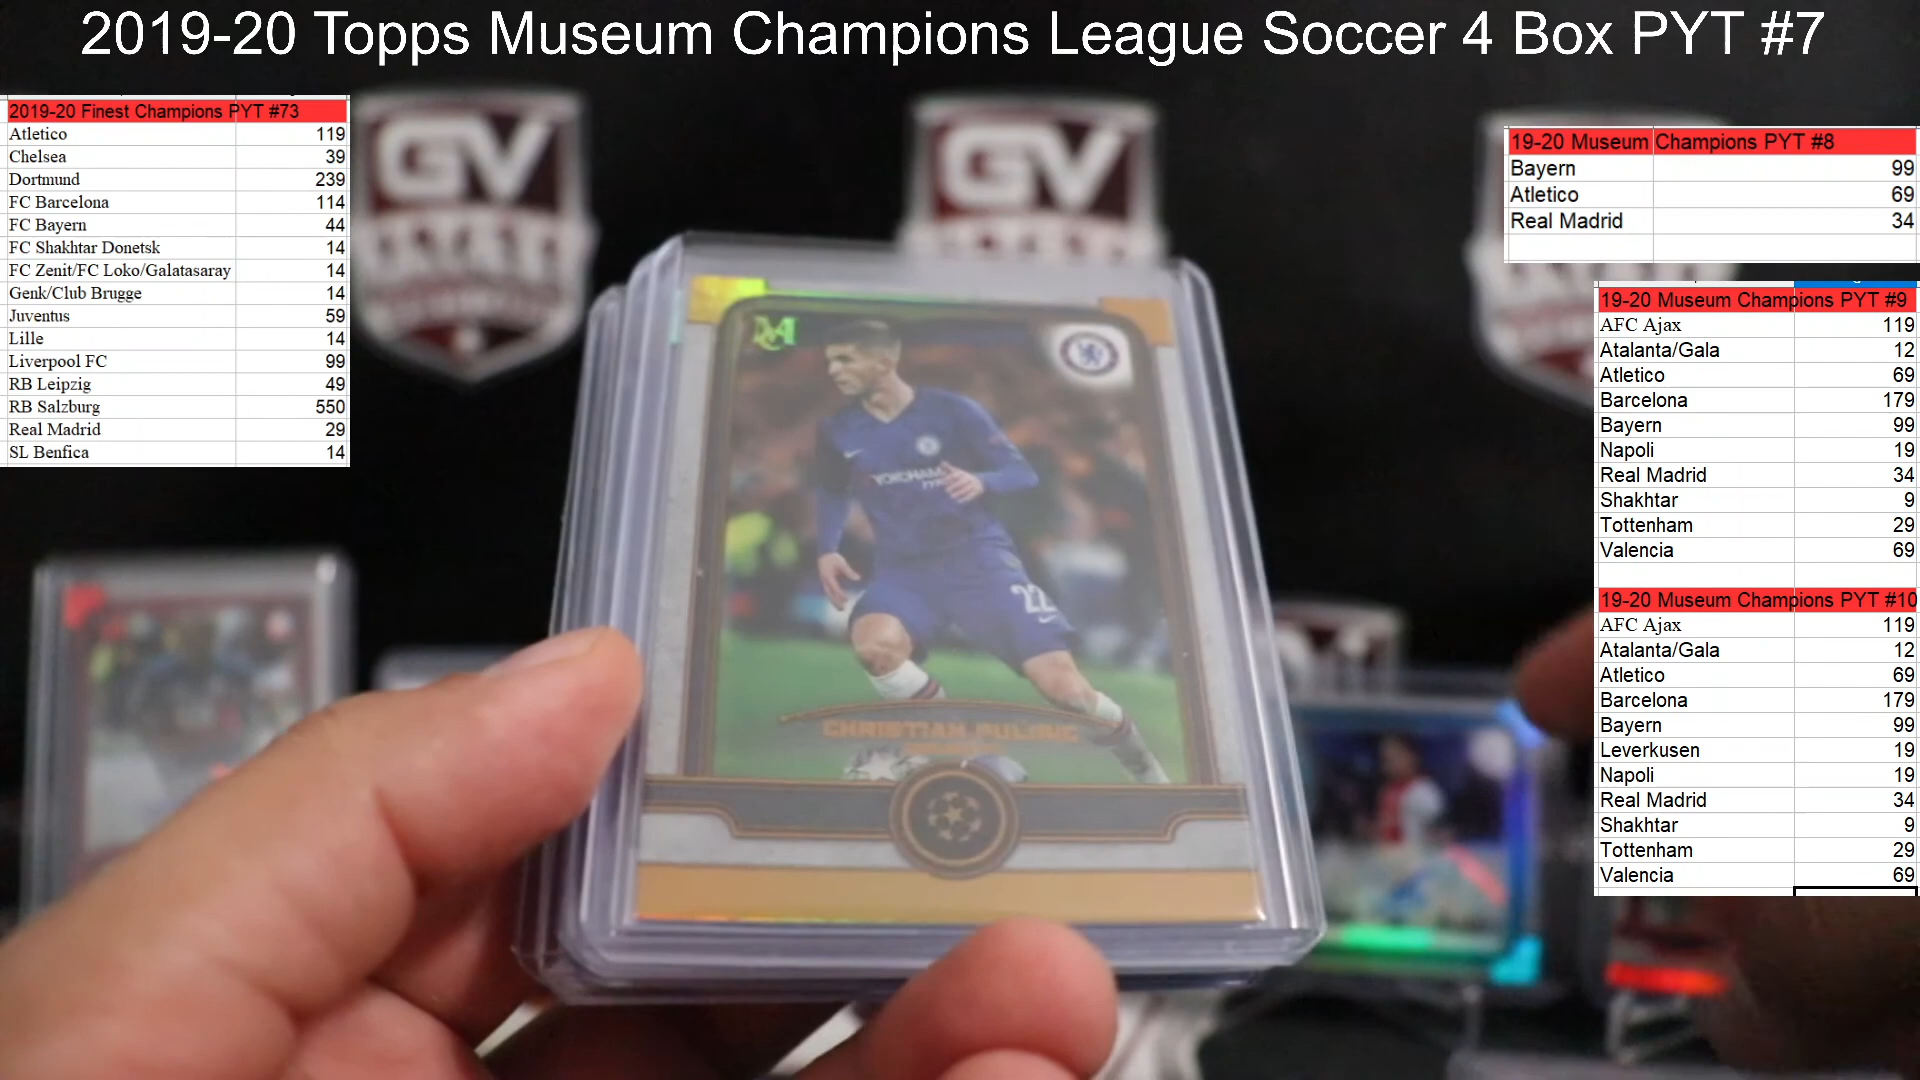 2019-20 Topps Museum Champions League Soccer 4 Box PYT #7
2019-20 Finest Champions PYT #73
Atletico 119
Chelsea 39
Dortmund 239
FC Barcelona 114
FC Bayern 44
FC Shakhtar Donetsk 14
FC Zenit/FC Loko/Galatasaray 14
Genk/Club Brugge 14
Juventus 59
Lille 14
Liverpool FC 99
RB Leipzig 49
RB Salzburg 550
Real Madrid 29
SL Benfica 14
GV
GV
19-20 Museum Champions PYT #8
Bayern 99
Atletico 69
Real Madrid 34
19-20 Museum Champions PYT #9
AFC Ajax 119
Atalanta/Gala 12
Atletico 69
Barcelona 179
Bayern 99
Napoli 19
Real Madrid 34
Shakhtar 9
Tottenham 29
Valencia 69
19-20 Museum Champions PYT #10
AFC Ajax 119
Atalanta/Gala 12
Atletico 69
Barcelona 179
Bayern 99
Leverkusen 19
Napoli 19
Real Madrid 34
Shakhtar 9
Tottenham 29
Valencia 69
YOKOHAMA
22
CHRISTIAN PULISIC